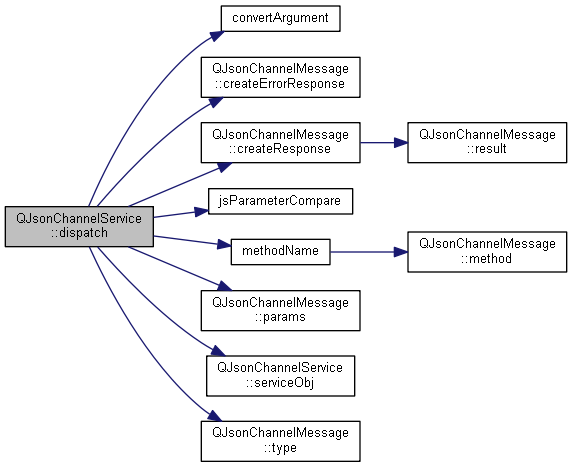 convertArgument
QJsonChannelMessage
::createErrorResponse
QJsonChannelMessage
::createResponse
QJsonChannelMessage
::result
jsParameterCompare
QJsonChannelService
::dispatch
methodName
QJsonChannelMessage
::method
QJsonChannelMessage
::params
QJsonChannelService
::serviceObj
QJsonChannelMessage
::type